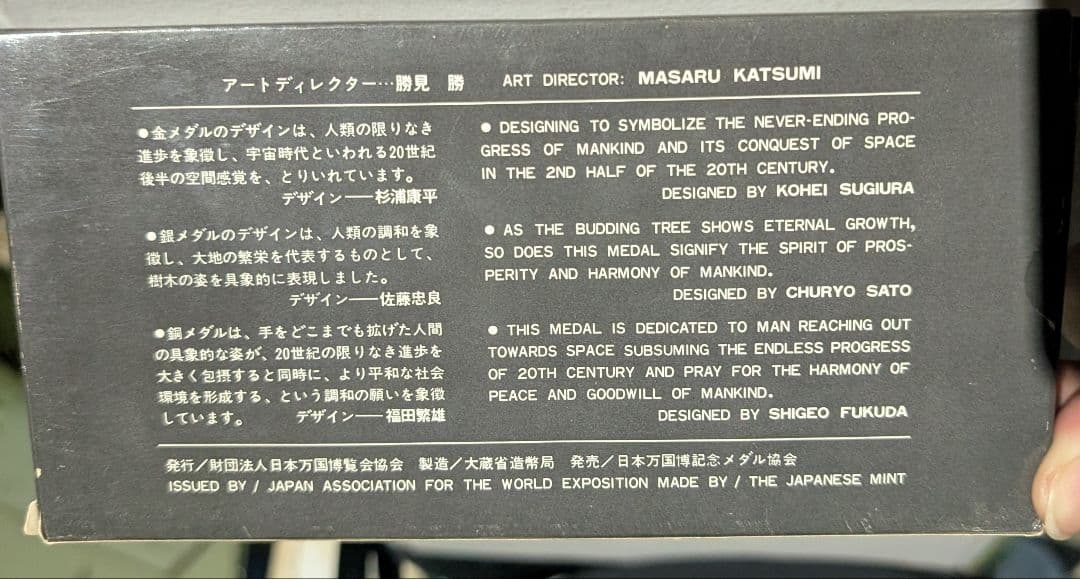 アートディレクター…勝見 勝 ART DIRECTOR: MASARU KATSUMI
●金メダルのデザインは、人類の限りなき
進歩を象徴し、宇宙時代といわれる20世紀
後半の空間感覚を、とりいれています。
デザイン──杉浦康平
● DESIGNING TO SYMBOLIZE THE NEVER-ENDING PRO-
GRESS OF MANKIND AND ITS CONQUEST OF SPACE
IN THE 2ND HALF OF THE 20TH CENTURY.
DESIGNED BY KOHEI SUGIURA
●銀メダルのデザインは、人類の調和を象
徴し、大地の繁栄を代表するものとして、
樹木の姿を具象的に表現しました。
デザイン──佐藤忠良
● AS THE BUDDING TREE SHOWS ETERNAL GROWTH,
SO DOES THIS MEDAL SIGNIFY THE SPIRIT OF PROS-
PERITY AND HARMONY OF MANKIND.
DESIGNED BY CHURYO SATO
●銅メダルは、手をどこまでも拡げた人間
の具象的な姿が、20世紀の限りなき進歩を
大きく包摂すると同時に、より平和な社会
環境を形成する、という調和の願いを象徴
しています。 デザイン──福田繁雄
● THIS MEDAL IS DEDICATED TO MAN REACHING OUT
TOWARDS SPACE SUBSUMING THE ENDLESS PROGRESS
OF 20TH CENTURY AND PRAY FOR THE HARMONY OF
PEACE AND GOODWILL OF MANKIND.
DESIGNED BY SHIGEO FUKUDA
発行／財団法人日本万国博覧会協会 製造／大蔵省造幣局 発売／日本万国博記念メダル協会
ISSUED BY / JAPAN ASSOCIATION FOR THE WORLD EXPOSITION MADE BY / THE JAPANESE MINT